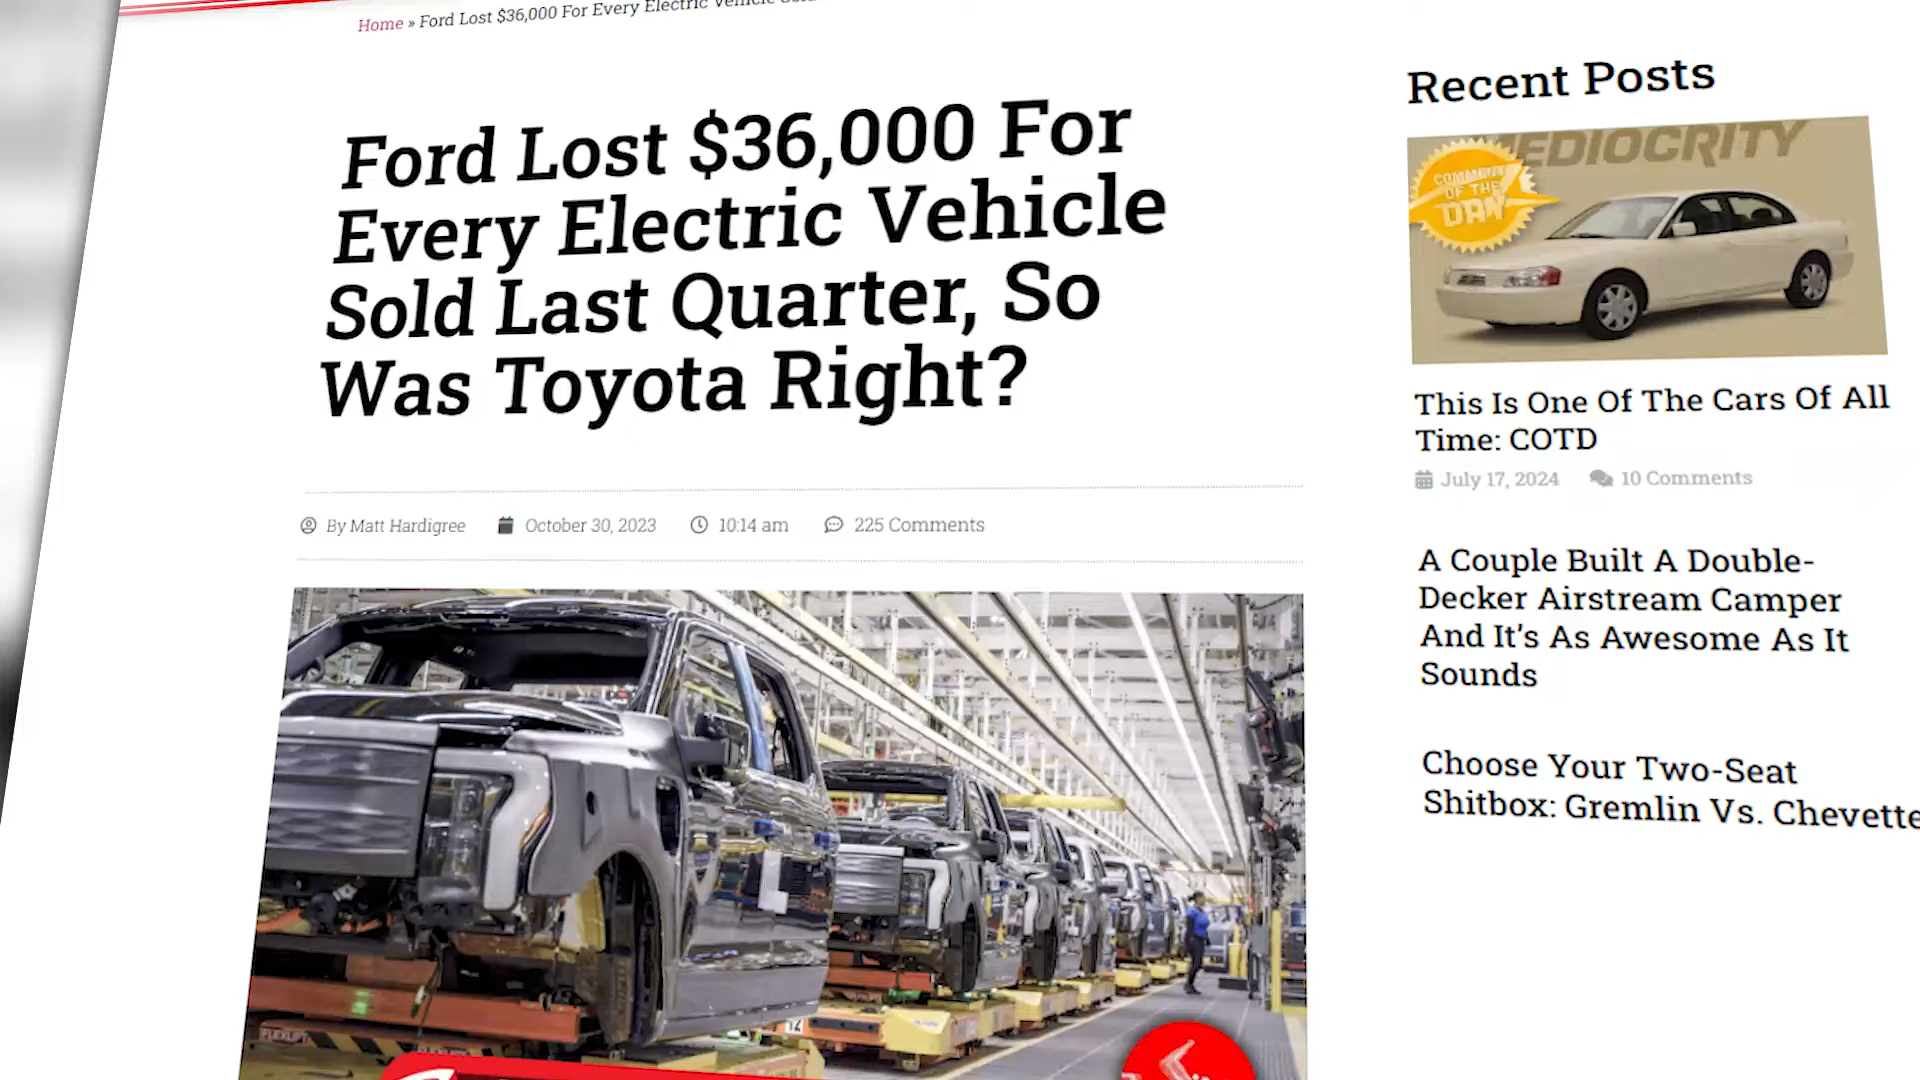 Home » Ford Lost $36,000 For Every Electric Vehicle
Ford Lost $36,000 For
Every Electric Vehicle
Sold Last Quarter, So
Was Toyota Right?
By Matt Hardigree October 30, 2023 10:14 am 225 Comments
Recent Posts
MEDIOCRITY
COMMENT
OF THE
DAY
This Is One Of The Cars Of All
Time: COTD
July 17, 2024 10 Comments
A Couple Built A Double-
Decker Airstream Camper
And It's As Awesome As It
Sounds
Choose Your Two-Seat
Shitbox: Gremlin Vs. Chevette
FLEXLIFT
12